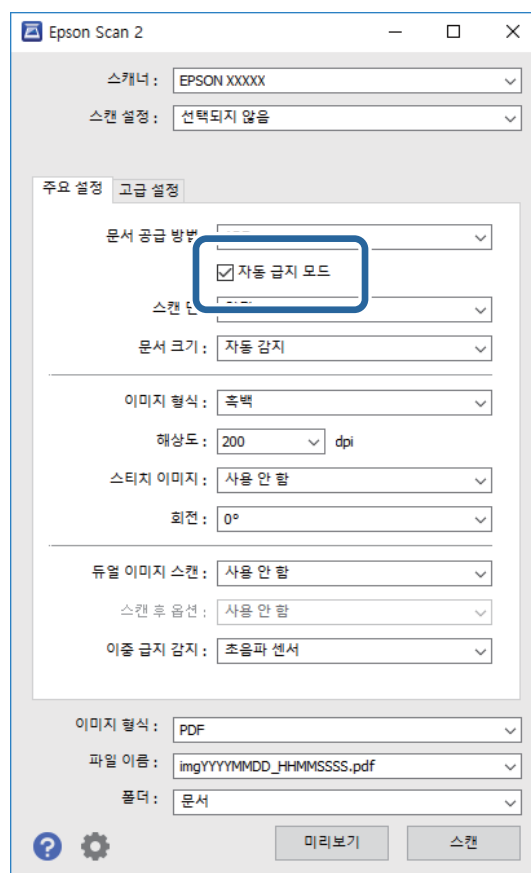 Epson Scan 2
스캐너 : EPSON XXXXX
스캔 설정 : 선택되지 않음
주요 설정 고급 설정
문서 공급 방법
자동 급지 모드
스캔
문서 크기 : 자동 감지
이미지 형식 : 흑백
해상도 : 200 dpi
스티치 이미지 : 사용 안 함
회전 : 0°
듀얼 이미지 스캔 : 사용 안 함
스캔 후 옵션 : 사용 안 함
이중 급지 감지 : 초음파 센서
이미지 형식 : PDF
파일 이름 : imgYYYYMMDD_HHMMSSSS.pdf
폴더 : 문서
? 미리보기 스캔